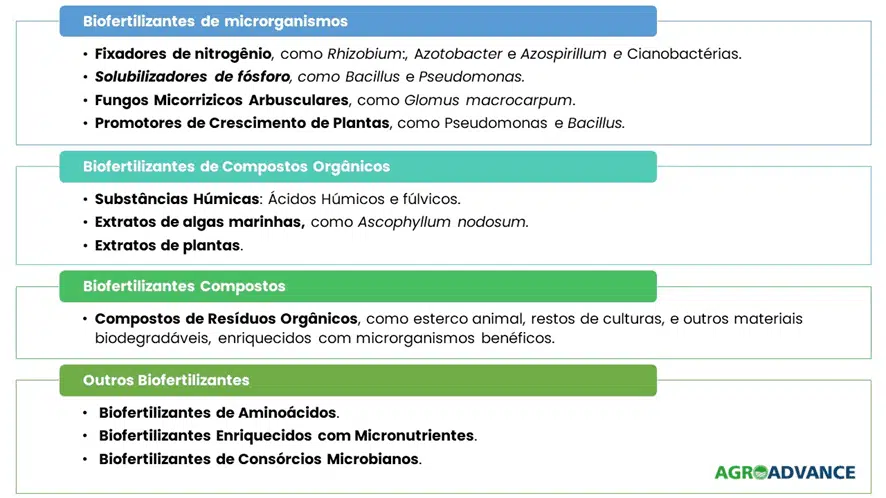 Biofertilizantes de microrganismos
• Fixadores de nitrogênio, como Rhizobium:, Azotobacter e Azospirillum e Cianobactérias.
• Solubilizadores de fósforo, como Bacillus e Pseudomonas.
• Fungos Micorrizicos Arbusculares, como Glomus macrocarpum.
• Promotores de Crescimento de Plantas, como Pseudomonas e Bacillus.
Biofertilizantes de Compostos Orgânicos
• Substâncias Húmicas: Ácidos Húmicos e fúlvicos.
• Extratos de algas marinhas, como Ascophyllum nodosum.
• Extratos de plantas.
Biofertilizantes Compostos
• Compostos de Resíduos Orgânicos, como esterco animal, restos de culturas, e outros materiais
biodegradáveis, enriquecidos com microrganismos benéficos.
Outros Biofertilizantes
• Biofertilizantes de Aminoácidos.
• Biofertilizantes Enriquecidos com Micronutrientes.
• Biofertilizantes de Consórcios Microbianos.
AGROADVANCE